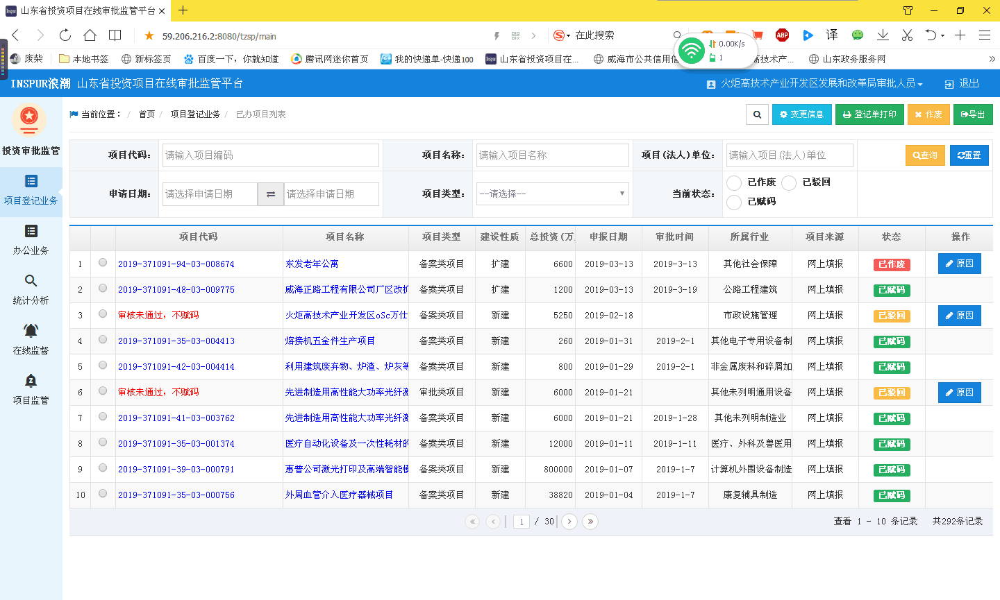 山东省投资项目在线审批监管平台
59.206.216.2:8080/tzsp/main
在此搜索
ABP
译
0.00K/s
1
废柴
本地书签
新标签页
百度一下，你就知道
腾讯网迷你首页
我的快递单-快递100
山东省投资项目在...
威海市公共信用信
高技术产...
山东政务服务网
INSPUR浪潮 山东省投资项目在线审批监管平台
火炬高技术产业开发区发展和改革局审批人员
退出
投资审批监管
项目登记业务
办公业务
统计分析
在线监督
项目监管
当前位置： / 首页 / 项目登记业务 / 已办项目列表
变更信息 登记单打印 作废 导出
项目代码： 请输入项目编码 项目名称： 请输入项目名称 项目(法人)单位： 请输入项目(法人)单位 查询 重置
申请日期： 请选择申请日期 请选择申请日期 项目类型： --请选择-- 当前状态： 已作废 已驳回
已赋码
项目代码 项目名称 项目类型 建设性质 总投资(万 申报日期 审批时间 所属行业 项目来源 状态 操作
1 2019-371091-94-03-008674 东发老年公寓 备案类项目 扩建 6600 2019-03-13 2019-3-13 其他社会保障 网上填报 已作废 原因
2 2019-371091-48-03-009775 威海正路工程有限公司厂区改扩 备案类项目 扩建 1200 2019-03-13 2019-3-19 公路工程建筑 网上填报 已赋码
3 审核未通过，不赋码 火炬高技术产业开发区oSc万仕 备案类项目 新建 5250 2019-02-18 市政设施管理 网上填报 已驳回 原因
4 2019-371091-35-03-004413 熔接机五金件生产项目 备案类项目 新建 260 2019-01-31 2019-2-1 其他电子专用设备制 网上填报 已赋码
5 2019-371091-42-03-004414 利用建筑废弃物、炉渣、炉灰等 备案类项目 新建 800 2019-01-29 2019-2-1 非金属废料和碎屑加 网上填报 已赋码
6 审核未通过，不赋码 先进制造用高性能大功率光纤激 审批类项目 新建 6000 2019-01-21 其他未列明通用设备 网上填报 已驳回 原因
7 2019-371091-41-03-003762 先进制造用高性能大功率光纤激 备案类项目 新建 6000 2019-01-21 2019-1-28 其他未列明制造业 网上填报 已赋码
8 2019-371091-35-03-001374 医疗自动化设备及一次性耗材的 备案类项目 新建 12000 2019-01-11 2019-1-11 医疗、外科及兽医用 网上填报 已赋码
9 2019-371091-39-03-000791 惠普公司激光打印及高端智能模 备案类项目 新建 800000 2019-01-07 2019-1-7 计算机外围设备制造 网上填报 已赋码
10 2019-371091-35-03-000756 外周血管介入医疗器械项目 备案类项目 新建 38820 2019-01-04 2019-1-7 康复辅具制造 网上填报 已赋码
1 / 30
查看 1 - 10 条记录 共292条记录